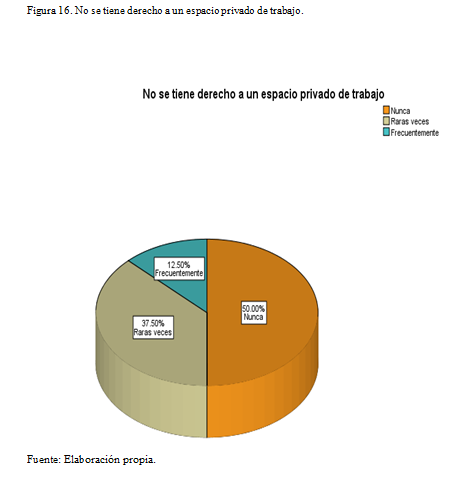 Figura 16. No se tiene derecho a un espacio privado de trabajo.
No se tiene derecho a un espacio privado de trabajo
Nunca
Raras veces
Frecuentemente
12.50%
Frecuentemente
50.00%
Nunca
37.50%
Raras veces
Fuente: Elaboración propia.